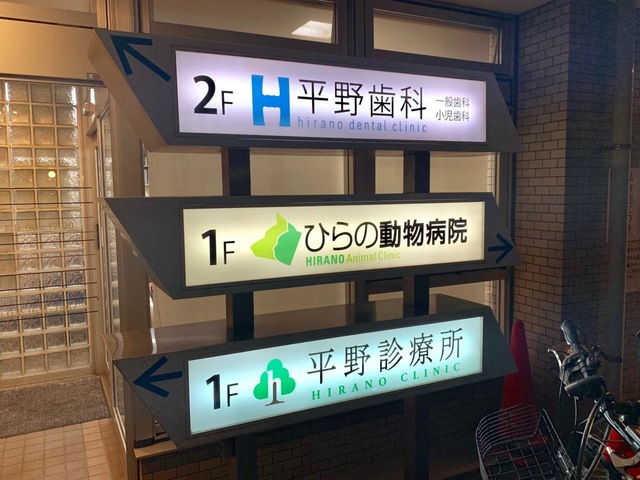 2F H 平野歯科 一般歯科
小児歯科
hirano dental clinic
1F ひらの動物病院
HIRANO Animal Clinic
1F h 平野診療所
HIRANO CLINIC